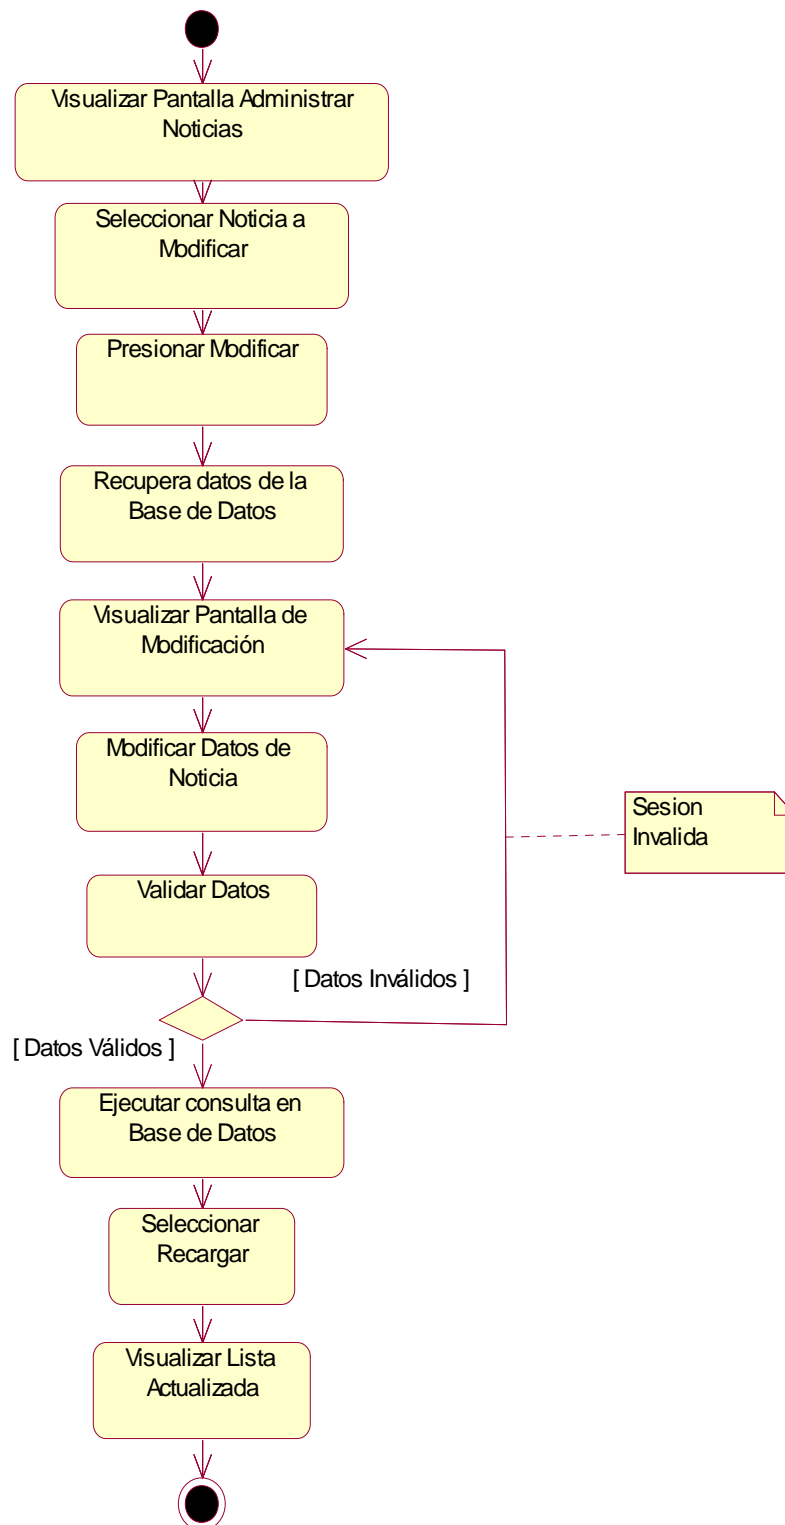 Visualizar Pantalla Administrar
Noticias
Seleccionar Noticia a
Modificar
Presionar Modificar
Recupera datos de la
Base de Datos
Visualizar Pantalla de
Modificación
Modificar Datos de
Noticia
Sesion
Invalida
Validar Datos
[ Datos Inválidos ]
[ Datos Válidos ]
Ejecutar consulta en
Base de Datos
Seleccionar
Recargar
Visualizar Lista
Actualizada